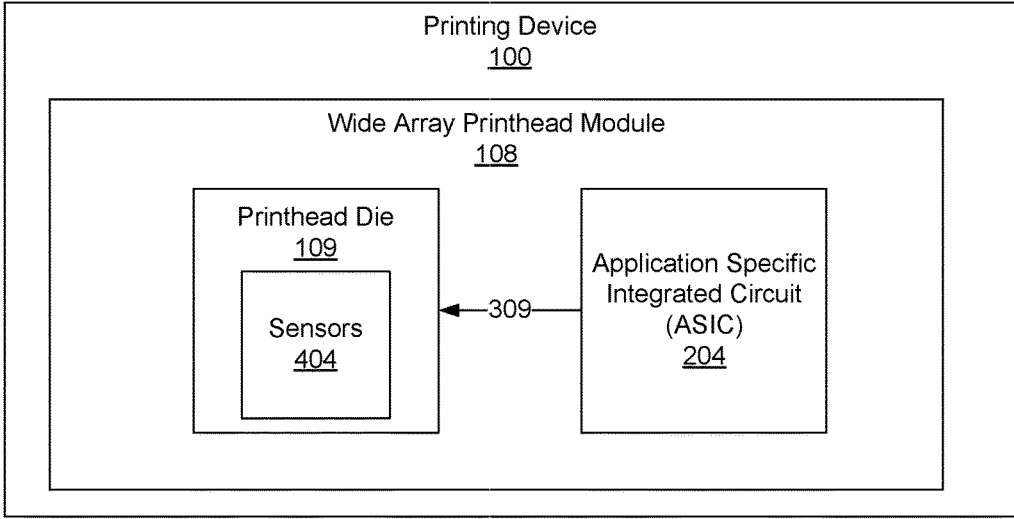 Printing Device
100
Wide Array Printhead Module
108
Printhead Die
109
Sensors
404
309
Application Specific
Integrated Circuit
(ASIC)
204